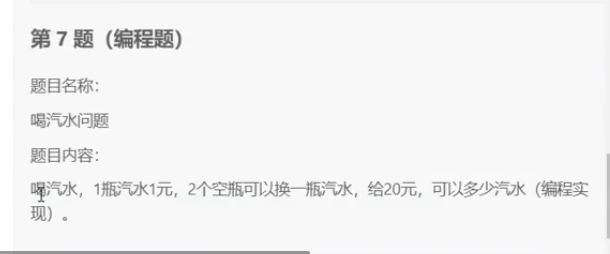 第 7 题（编程题）
题目名称：
喝汽水问题
题目内容：
喝汽水，1瓶汽水1元，2个空瓶可以换一瓶汽水，给20元，可以多少汽水（编程实
现）。